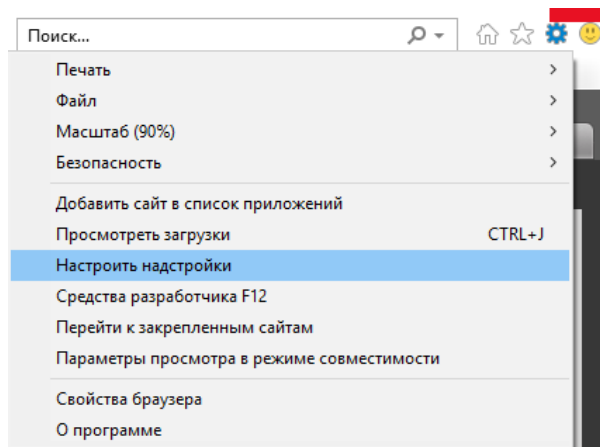 Поиск...
Печать
Файл
Масштаб (90%)
Безопасность
Добавить сайт в список приложений
Просмотреть загрузки CTRL+J
Настроить надстройки
Средства разработчика F12
Перейти к закрепленным сайтам
Параметры просмотра в режиме совместимости
Свойства браузера
О программе